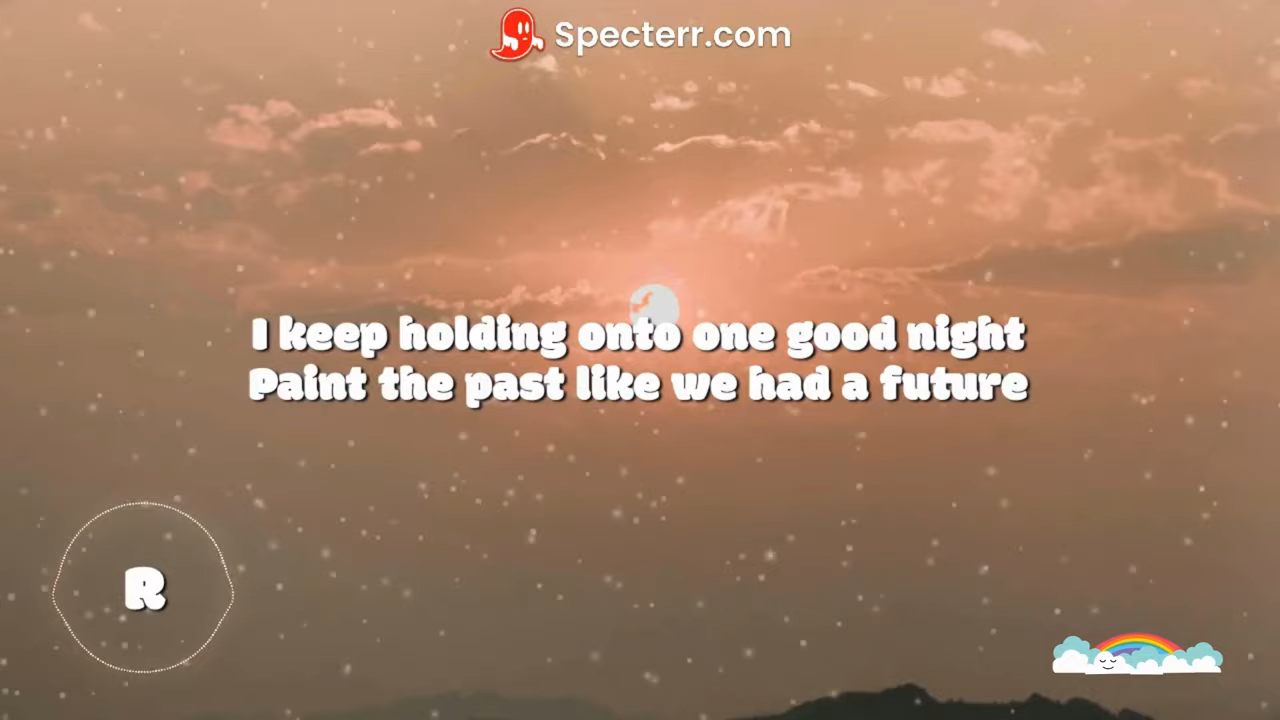 Specterr.com
I keep holding onto one good night
Paint the past like we had a future
R